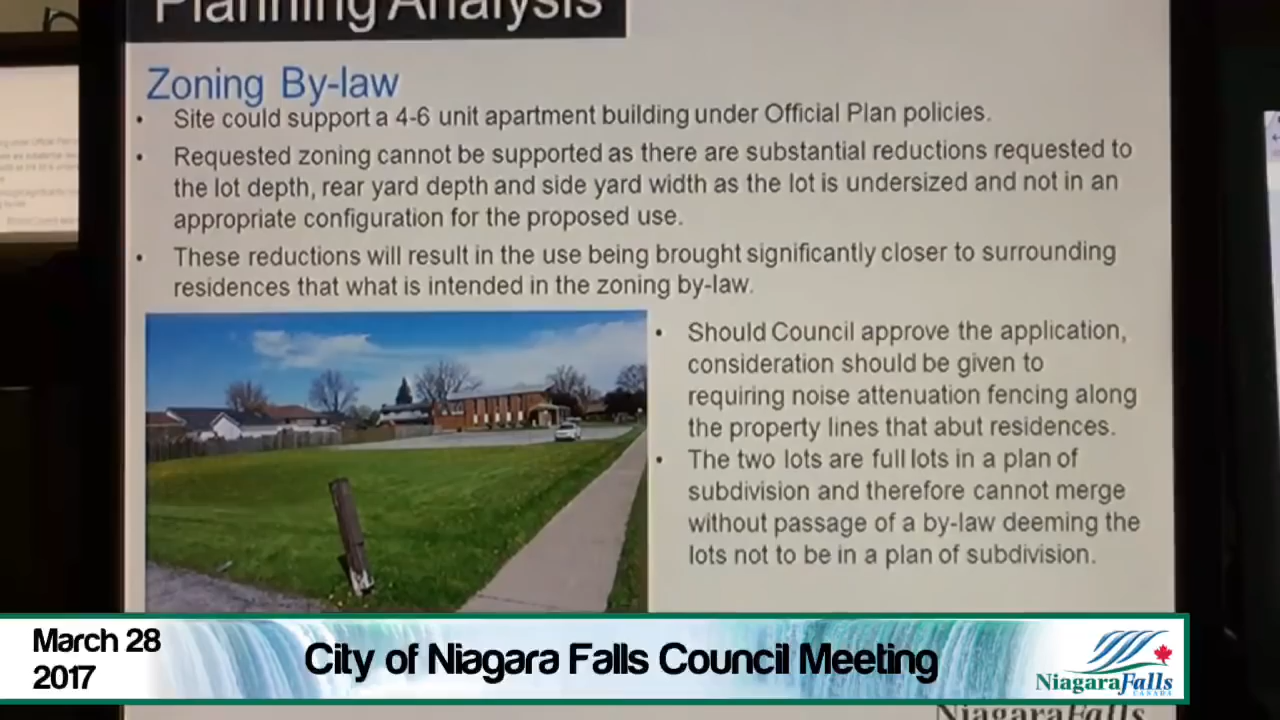 Planning Analysis
Zoning By-law
• Site could support a 4-6 unit apartment building under Official Plan policies.
• Requested zoning cannot be supported as there are substantial reductions requested to
the lot depth, rear yard depth and side yard width as the lot is undersized and not in an
appropriate configuration for the proposed use.
• These reductions will result in the use being brought significantly closer to surrounding
residences that what is intended in the zoning by-law.
• Should Council approve the application,
consideration should be given to
requiring noise attenuation fencing along
the property lines that abut residences.
• The two lots are full lots in a plan of
subdivision and therefore cannot merge
without passage of a by-law deeming the
lots not to be in a plan of subdivision.
March 28
2017
City of Niagara Falls Council Meeting
NiagaraFalls
CANADA
NiagaraFalls